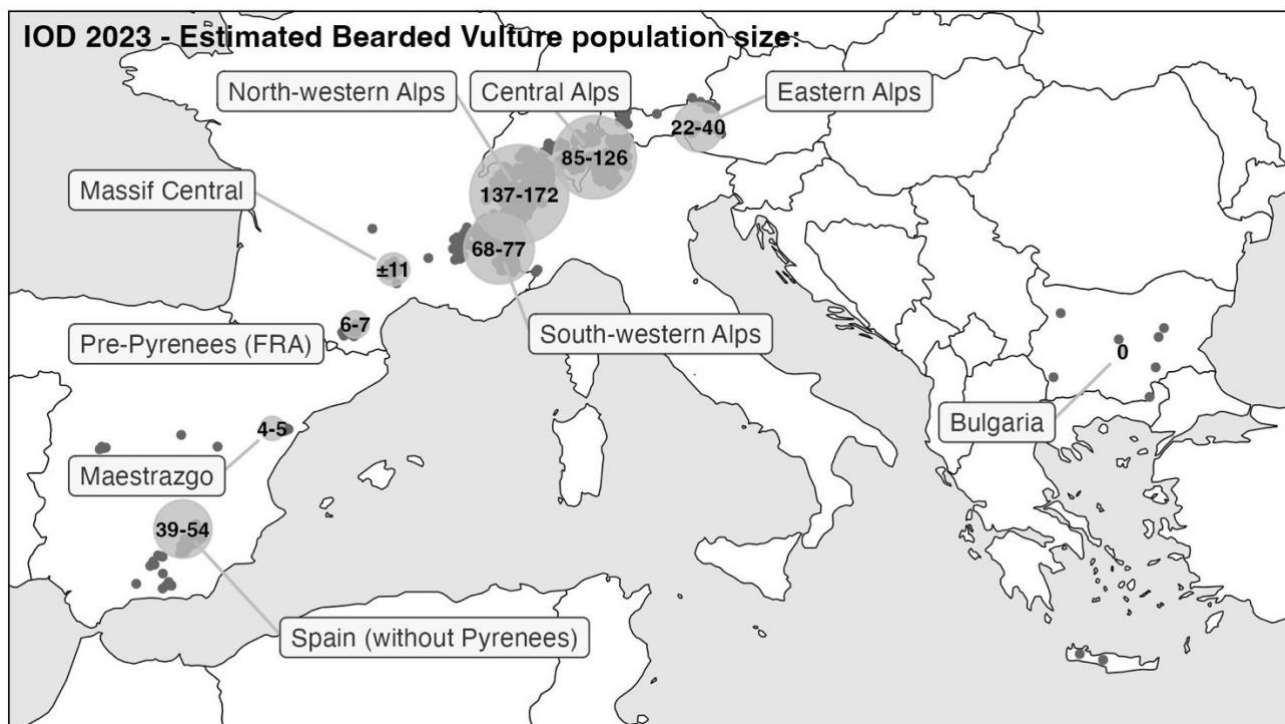 IOD 2023 - Estimated Bearded Vulture population size:
North-western Alps
Central Alps
Eastern Alps
22-40
85-126
Massif Central
137-172
68-77
±11
6-7
Pre-Pyrenees (FRA)
South-western Alps
0
Bulgaria
4-5
Maestrazgo
39-54
Spain (without Pyrenees)